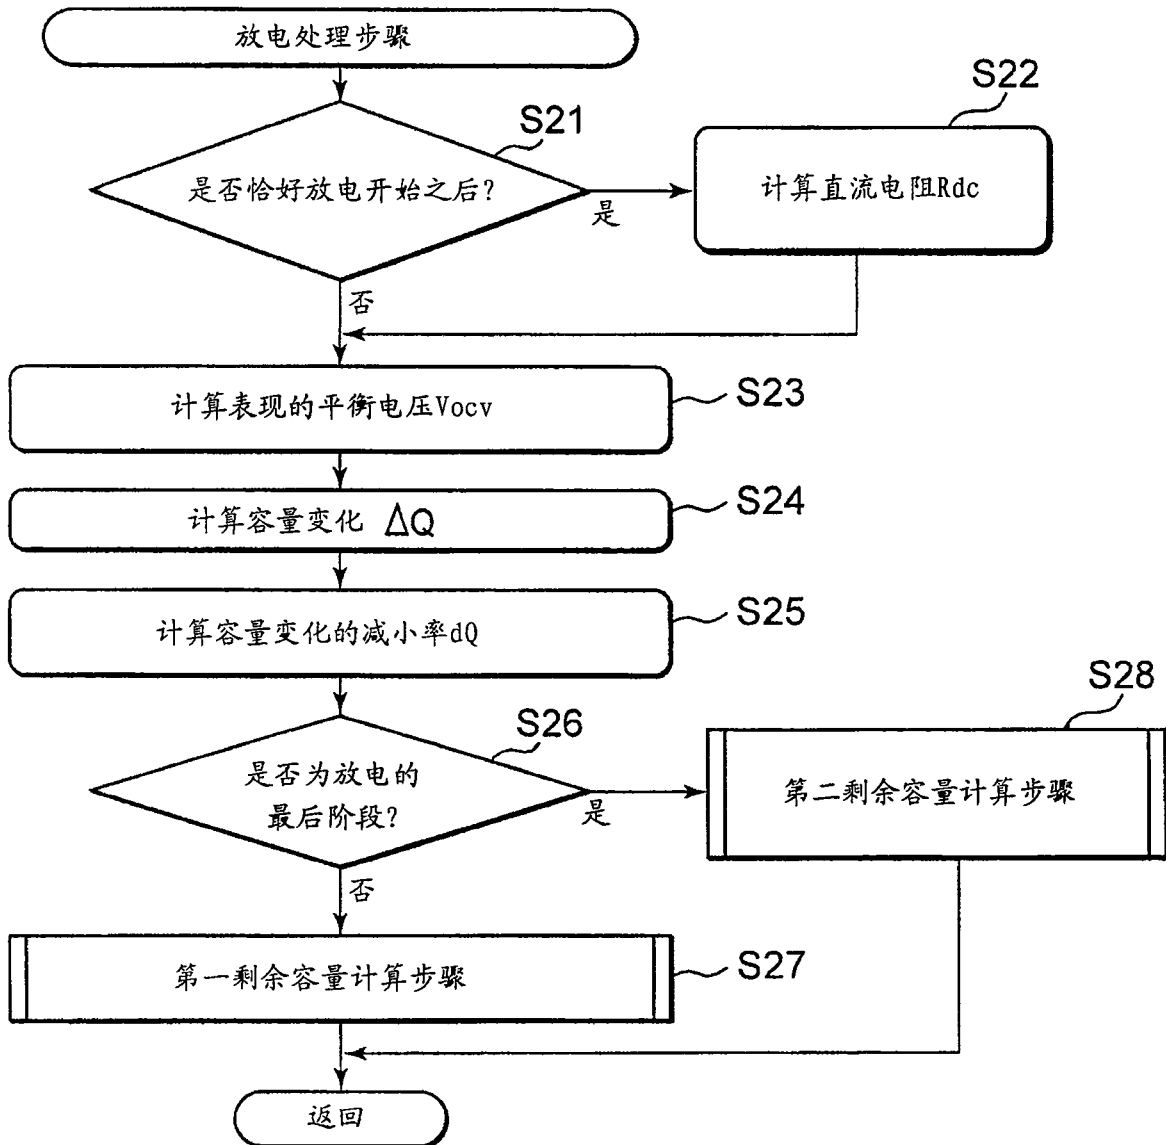 放电处理步骤
S21
S22
是否恰好放电开始之后?
是
计算直流电阻Rdc
否
计算表现的平衡电压Vocv
S23
计算容量变化 ΔQ
S24
计算容量变化的减小率dQ
S25
S26
S28
是否为放电的
最后阶段?
是
第二剩余容量计算步骤
否
第一剩余容量计算步骤
S27
返回